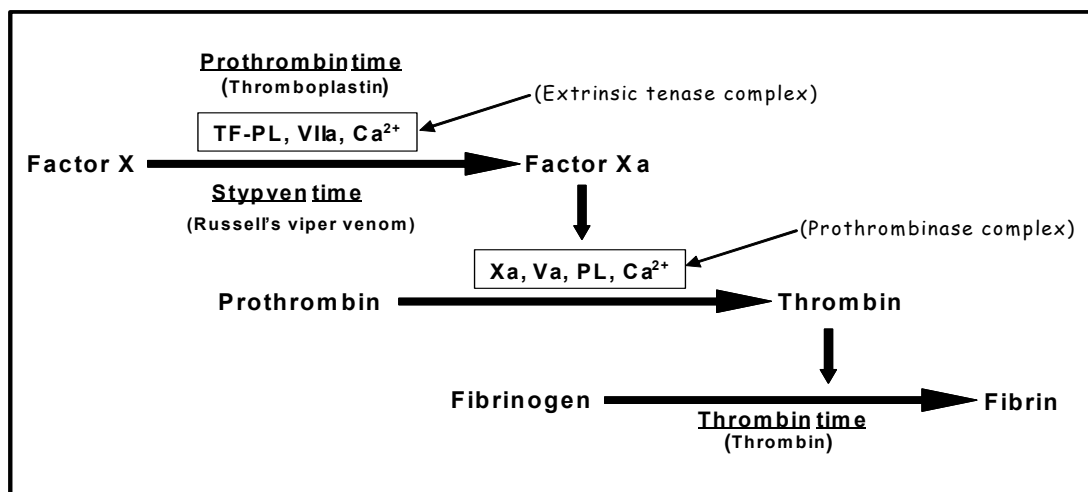 Prothrombin time
(Thromboplastin)
(Extrinsic tenase complex)
TF-PL, VIIa, Ca²⁺
Factor X
Factor Xa
Stypven time
(Russell's viper venom)
(Prothrombinase complex)
Xa, Va, PL, Ca²⁺
Prothrombin
Thrombin
Fibrinogen
Fibrin
Thrombin time
(Thrombin)